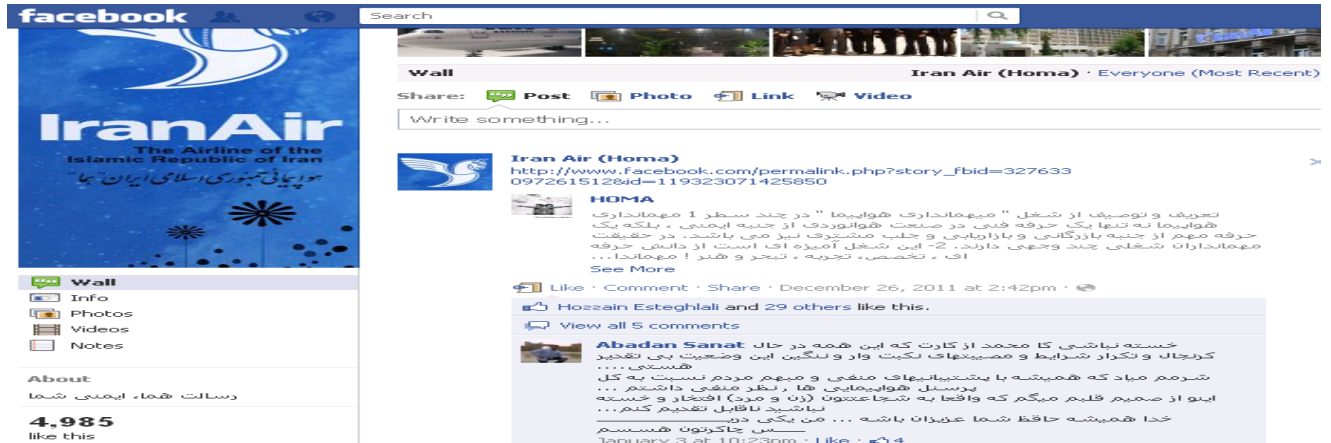 facebook
Search
IranAir
The Airline of the
Islamic Republic of Iran
هواپیمائی جمهوری اسلامی ایران "هما"
Wall
Info
Photos
Videos
Notes
About
رسالت هما، ایمنی شما
4,985
like this
Wall
Iran Air (Homa) · Everyone (Most Recent)
Share: Post Photo Link Video
Write something...
Iran Air (Homa)
http://www.facebook.com/permalink.php?story_fbid=327633
097261512&id=119323071425850
HOMA
تعریف و توصیف از شغل " میهمانداری هواپیما " در چند سطر 1 مهمانداری
هواپیما نه تنها یک حرفه فنی در صنعت هوانوردی از جنبه ایمنی ، بلکه یک
حرفه مهم از جنبه بازرگانی و بازاریابی و جلب مشتری نیز می باشد. در حقیقت
مهمانداران شغلی چند وجهی دارند. 2- این شغل آمیزه ای است از دانش حرفه
ای ، تخصص، تجربه ، تبحر و هنر ! مهماندا...
See More
Like · Comment · Share · December 26, 2011 at 2:42pm ·
Hozzain Esteghlali and 29 others like this.
View all 5 comments
Abadan Sanat خسته نباشی کا محمد از کارت که این همه در حال
کرنجال و تکرار شرایط و مصیبتهای نکبت وار و ننگین این وضعیت بی تقدیر
هستی....
شرمم میاد که همیشه با پشتیبانیهای منفی و مبهم مردم نسبت به کل
پرسنل هواپیمایی ها ، نظر منفی داشتم ...
اینو از صمیم قلبم میگم که واقعا به شجاعتتون (زن و مرد) افتخار و خسته
نباشید ناقابل تقدیم کنم...
خدا همیشه حافظ شما عزیزان باشه ... من یکی دربـــــــــ
ــــــس چاکرتون هسسسم
January 3 at 10:23pm · Like · 4